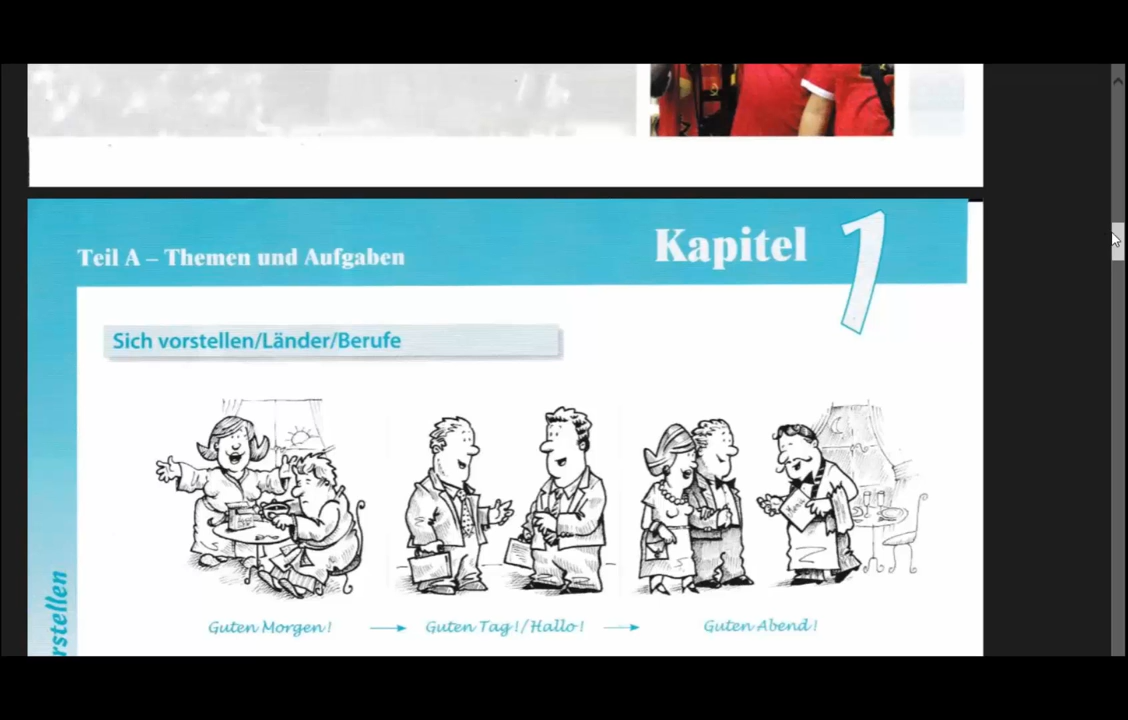 Kapitel 1
Teil A – Themen und Aufgaben
Sich vorstellen/Länder/Berufe
Guten Morgen! → Guten Tag!/Hallo! → Guten Abend!
rstellen